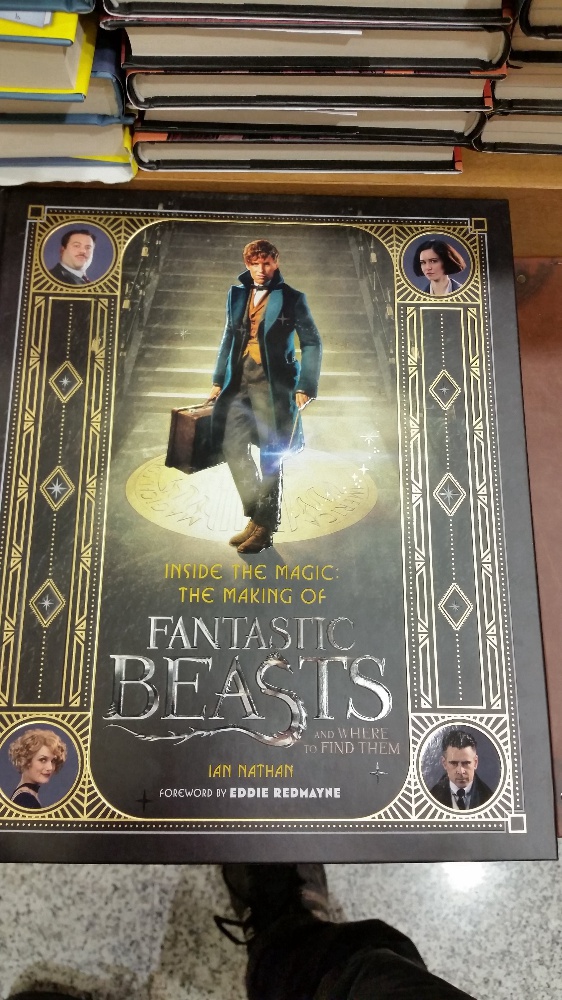 INSIDE THE MAGIC:
THE MAKING OF
FANTASTIC
BEASTS
AND WHERE
TO FIND THEM
IAN NATHAN
FOREWORD BY EDDIE REDMAYNE